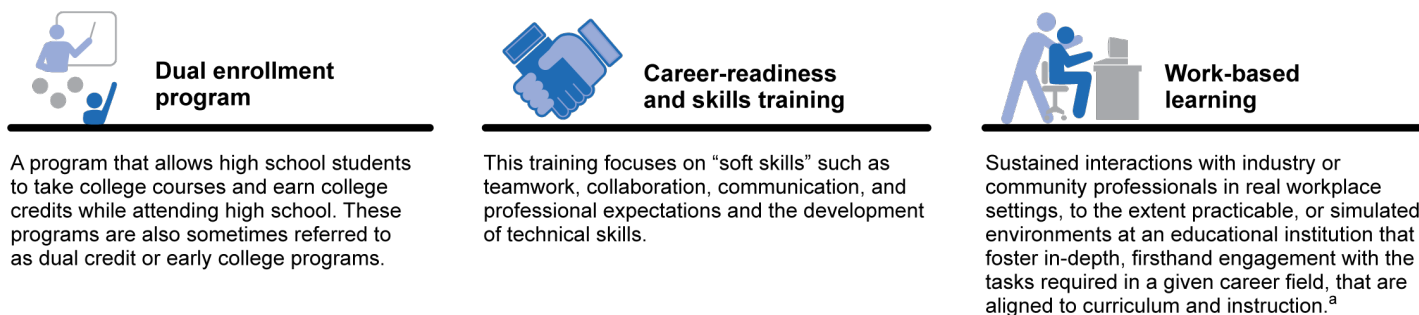 Dual enrollment
program
A program that allows high school students
to take college courses and earn college
credits while attending high school. These
programs are also sometimes referred to
as dual credit or early college programs.
Career-readiness
and skills training
This training focuses on “soft skills” such as
teamwork, collaboration, communication, and
professional expectations and the development
of technical skills.
Work-based
learning
Sustained interactions with industry or
community professionals in real workplace
settings, to the extent practicable, or simulated
environments at an educational institution that
foster in-depth, firsthand engagement with the
tasks required in a given career field, that are
aligned to curriculum and instruction.a